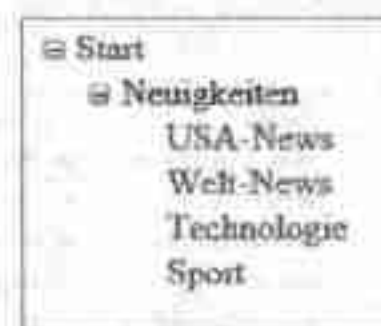 Start
Neuigkeiten
USA-News
Welt-News
Technologie
Sport